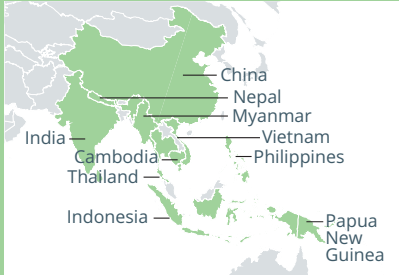 China
Nepal
Myanmar
India
Vietnam
Cambodia
Philippines
Thailand
Indonesia
Papua
New
Guinea